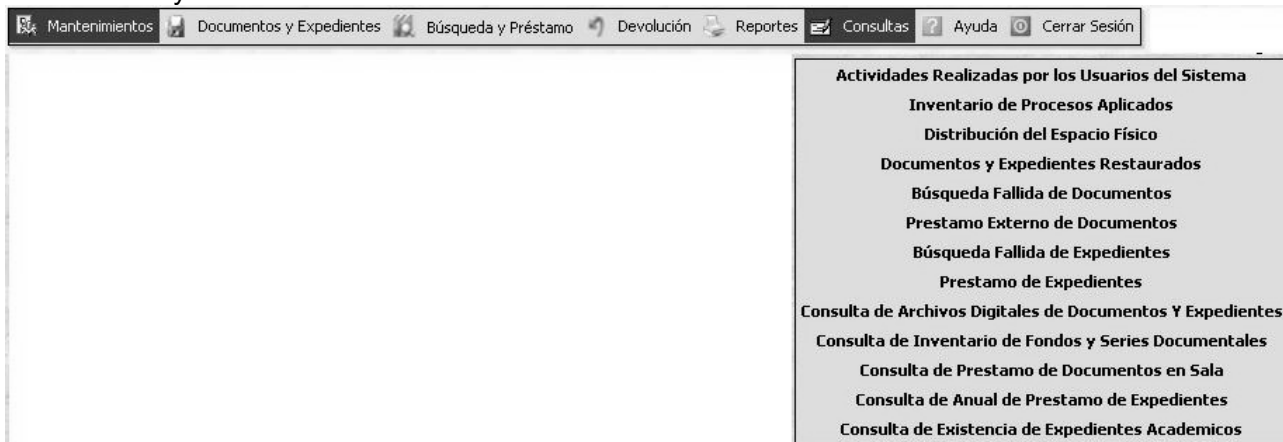 Mantenimientos Documentos y Expedientes Búsqueda y Préstamo Devolución Reportes Consultas Ayuda Cerrar Sesión
Actividades Realizadas por los Usuarios del Sistema
Inventario de Procesos Aplicados
Distribución del Espacio Físico
Documentos y Expedientes Restaurados
Búsqueda Fallida de Documentos
Prestamo Externo de Documentos
Búsqueda Fallida de Expedientes
Prestamo de Expedientes
Consulta de Archivos Digitales de Documentos Y Expedientes
Consulta de Inventario de Fondos y Series Documentales
Consulta de Prestamo de Documentos en Sala
Consulta de Anual de Prestamo de Expedientes
Consulta de Existencia de Expedientes Academicos